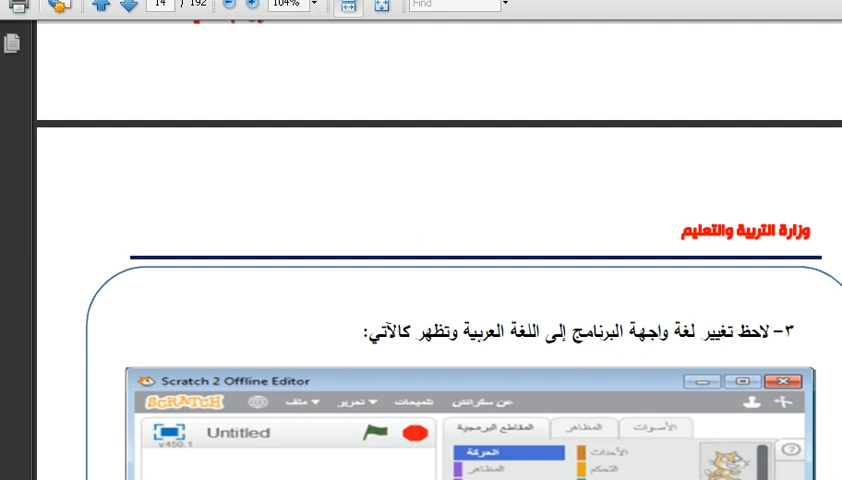 14 / 192
104%
Find
وزارة التربية والتعليم
٣- لاحظ تغيير لغة واجهة البرنامج إلى اللغة العربية وتظهر كالآتي:
Scratch 2 Offline Editor
SCRATCH ملف تحرير تلميحات عن سكراتش
Untitled
v450.1
المقاطع البرمجية المظاهر الأصوات
الحركة الأحداث
المظاهر التحكم